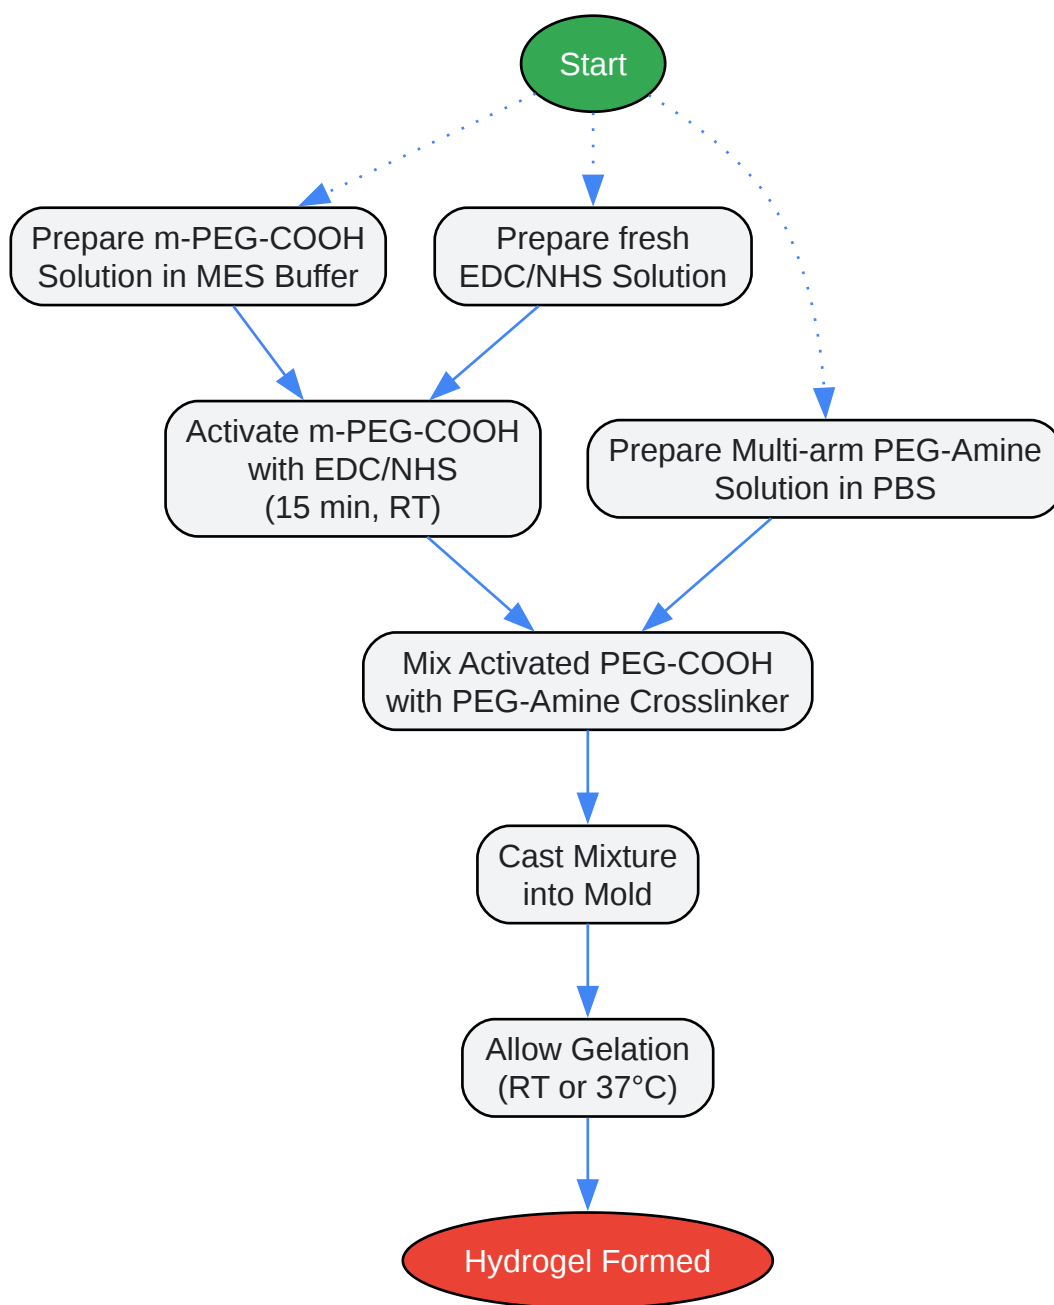 Start
Prepare m-PEG-COOH
Solution in MES Buffer
Prepare fresh
EDC/NHS Solution
Activate m-PEG-COOH
with EDC/NHS
(15 min, RT)
Prepare Multi-arm PEG-Amine
Solution in PBS
Mix Activated PEG-COOH
with PEG-Amine Crosslinker
Cast Mixture
into Mold
Allow Gelation
(RT or 37°C)
Hydrogel Formed